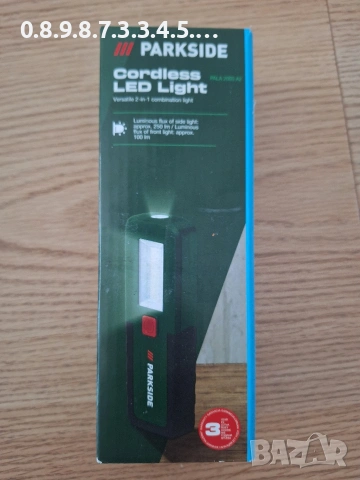 0.8.9.8.7.3.3.4.5....
/// PARKSIDE
Cordless
LED Light
Versatile 2-in-1 combination light
Luminous flux of side light:
approx. 250 lm / Luminous
flux of front light: approx.
100 lm
/// PARKSIDE
3
BAZAR